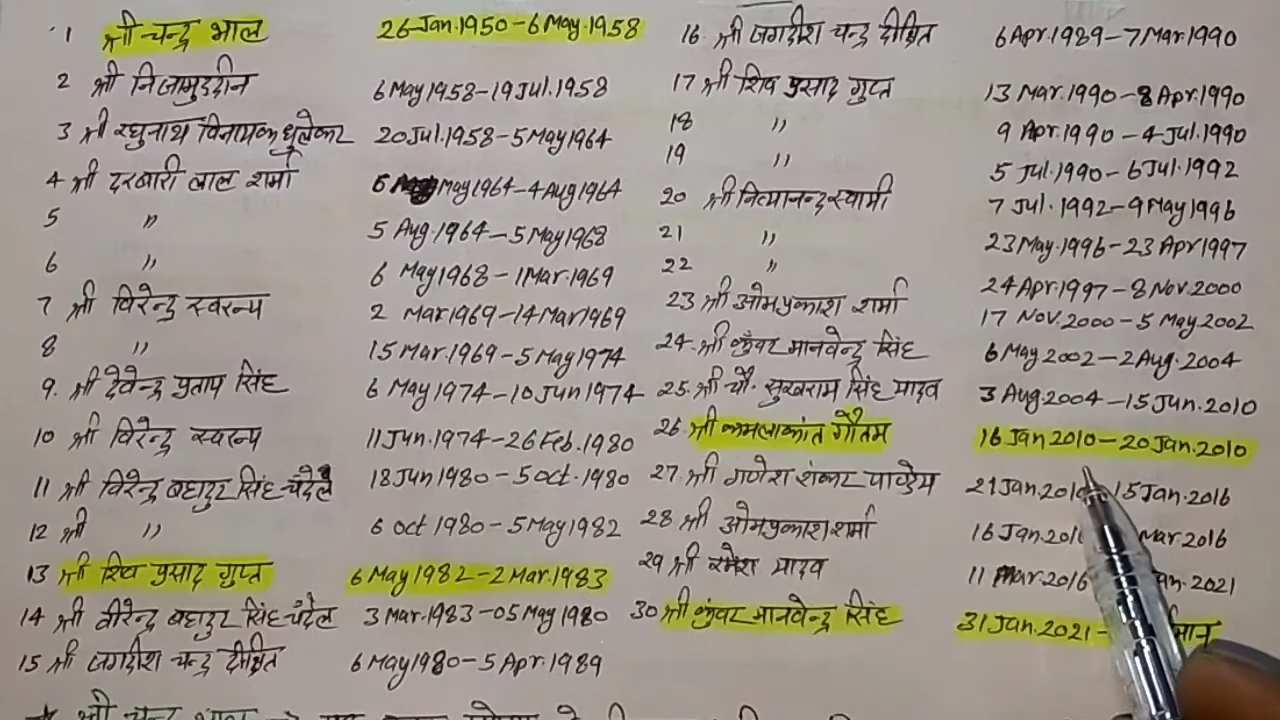 1 श्री चन्द्र भाल 26 Jan.1950-6 May.1958
2 श्री निजामुद्दीन 6 May 1958-19 Jul.1958
3 श्री रघुनाथ विनायक धुलेकर 20 Jul.1958-5 May 1964
4 श्री दरबारी लाल शर्मा 6 May 1964-4 Aug 1964
5 " 5 Aug.1964-5 May 1968
6 " 6 May 1968-1 Mar.1969
7 श्री विरेन्द्र स्वरन्प 2 Mar 1969-14 Mar 1969
8 " 15 Mar.1969-5 May 1974
9. श्री देवेन्द्र प्रताप सिंह 6 May 1974-10 Jun 1974
10 श्री विरेन्द्र स्वरन्प 11 Jun.1974-26 Feb.1980
11 श्री विरेन्द्र बहादुर सिंह चंदेल 18 Jun 1980-5 oct.1980
12 श्री " 6 oct 1980-5 May 1982
13 श्री शिव प्रसाद गुप्त 6 May 1982-2 Mar.1983
14 श्री वीरेन्द्र बहादुर सिंह चंदेल 3 Mar.1983-05 May 1980
15 श्री जगदीश चन्द्र दीक्षित 6 May 1980-5 Apr.1989
16. श्री जगदीश चन्द्र दीक्षित 6 Apr.1989-7 Mar.1990
17 श्री शिव प्रसाद गुप्त 13 Mar.1990-8 Apr.1990
18 " 9 Apr.1990-4 Jul.1990
19 " 5 Jul.1990-6 Jul.1992
20 श्री नित्यानन्द स्वामी 7 Jul.1992-9 May 1996
21 " 23 May.1996-23 Apr 1997
22 " 24 Apr.1997-8 Nov.2000
23 श्री ओमप्रकाश शर्मा 17 Nov.2000-5 May 2002
24. श्री कुँवर मानवेन्द्र सिंह 6 May 2002-2 Aug.2004
25. श्री चौ. सुखराम सिंह यादव 3 Aug.2004-15 Jun.2010
26. श्री कमलाकांत गौतम 16 Jan 2010-20 Jan.2010
27. श्री गणेश शंकर पाण्डेय 21 Jan.2010 15 Jan.2016
28 श्री ओमप्रकाश शर्मा 16 Jan Mar.2016
29 श्री रमेश यादव 11 Mar.2016 2021
30 श्री कुंवर मानवेन्द्र सिंह 31 Jan.2021-
श्री चन्द्र भाल →